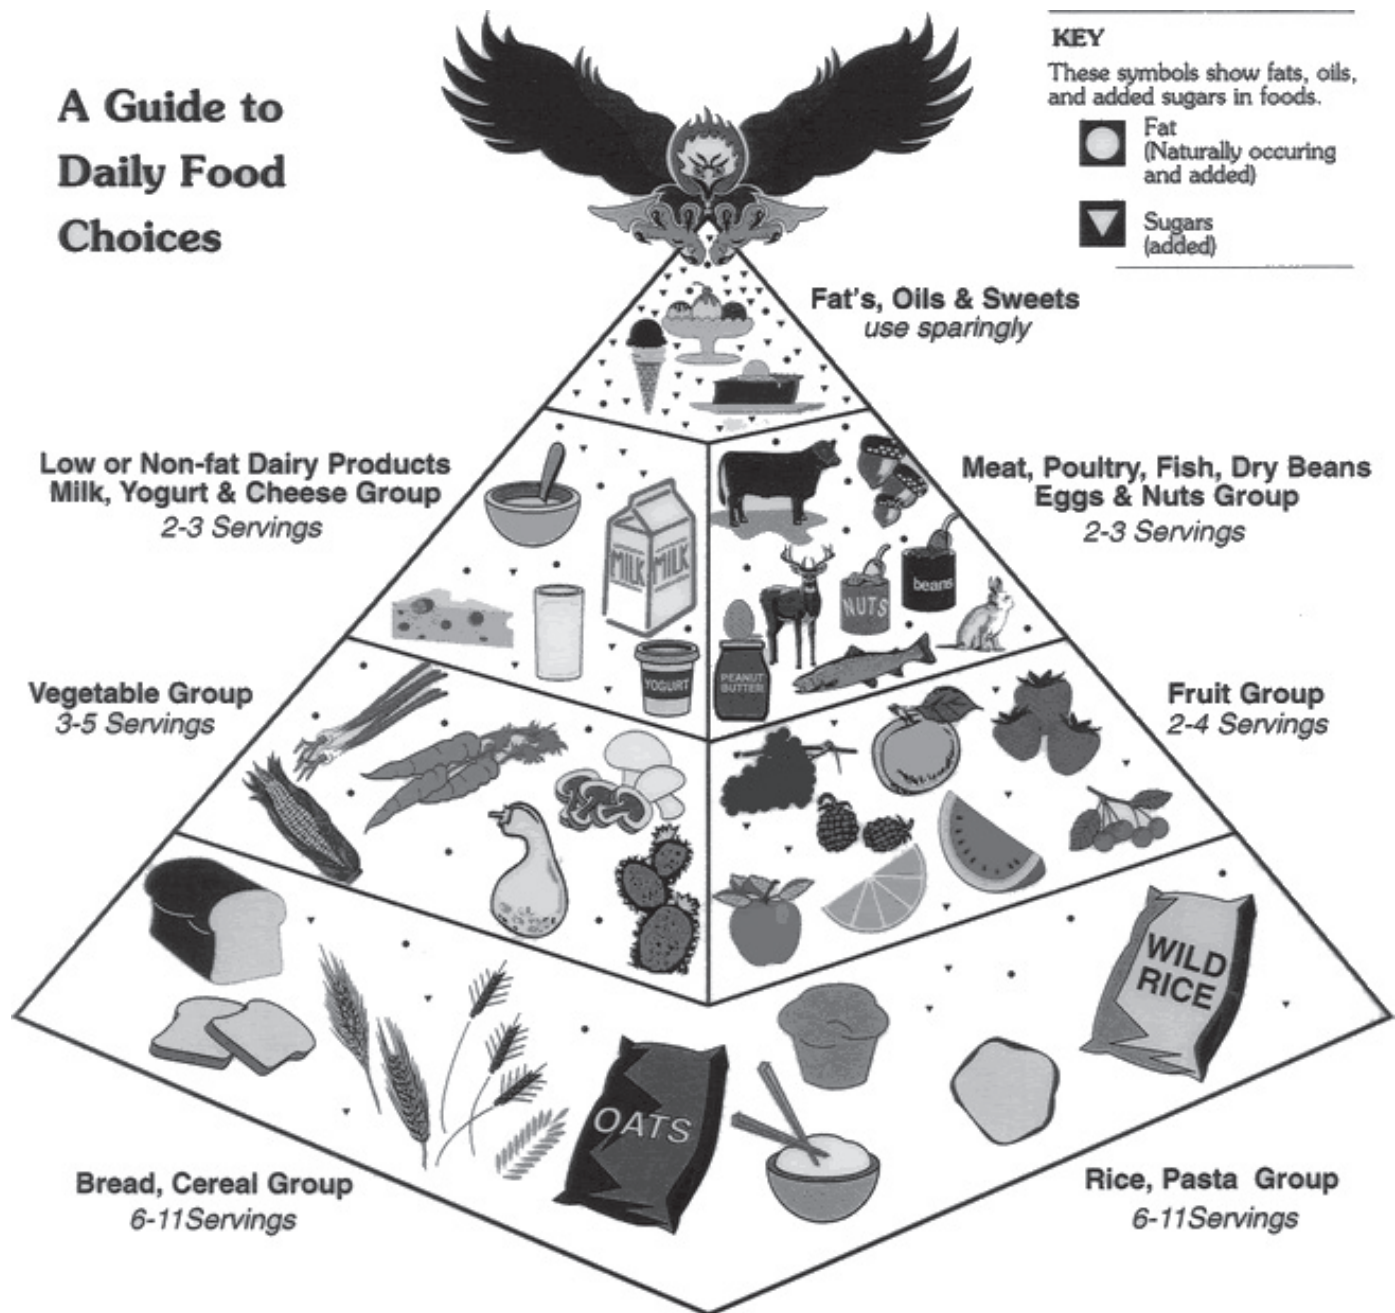 A Guide to
Daily Food
Choices
KEY
These symbols show fats, oils,
and added sugars in foods.
Fat
(Naturally occuring
and added)
Sugars
(added)
Fat's, Oils & Sweets
use sparingly
Low or Non-fat Dairy Products
Milk, Yogurt & Cheese Group
2-3 Servings
Meat, Poultry, Fish, Dry Beans
Eggs & Nuts Group
2-3 Servings
MILK MILK
YOGURT
beans
NUTS
PEANUT
BUTTER
Vegetable Group
3-5 Servings
Fruit Group
2-4 Servings
WILD
RICE
OATS
Bread, Cereal Group
6-11Servings
Rice, Pasta Group
6-11Servings